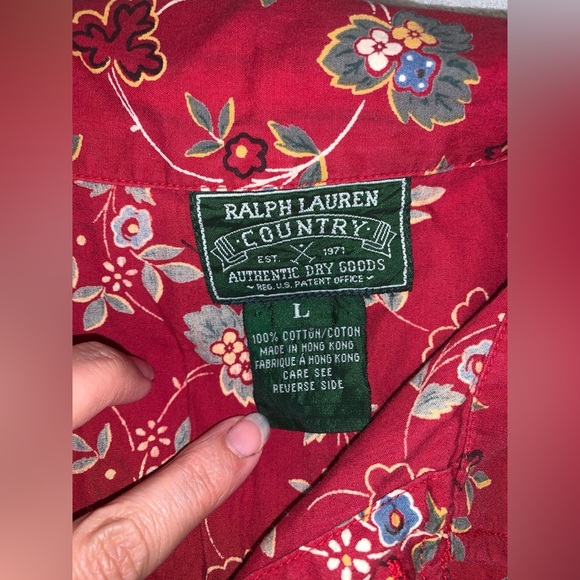 RALPH LAUREN
COUNTRY
EST. 1971
AUTHENTIC DRY GOODS
REG. U.S. PATENT OFFICE
L
100% COTTON/COTON
MADE IN HONG KONG
FABRIQUÉ À HONG KONG
CARE SEE
REVERSE SIDE